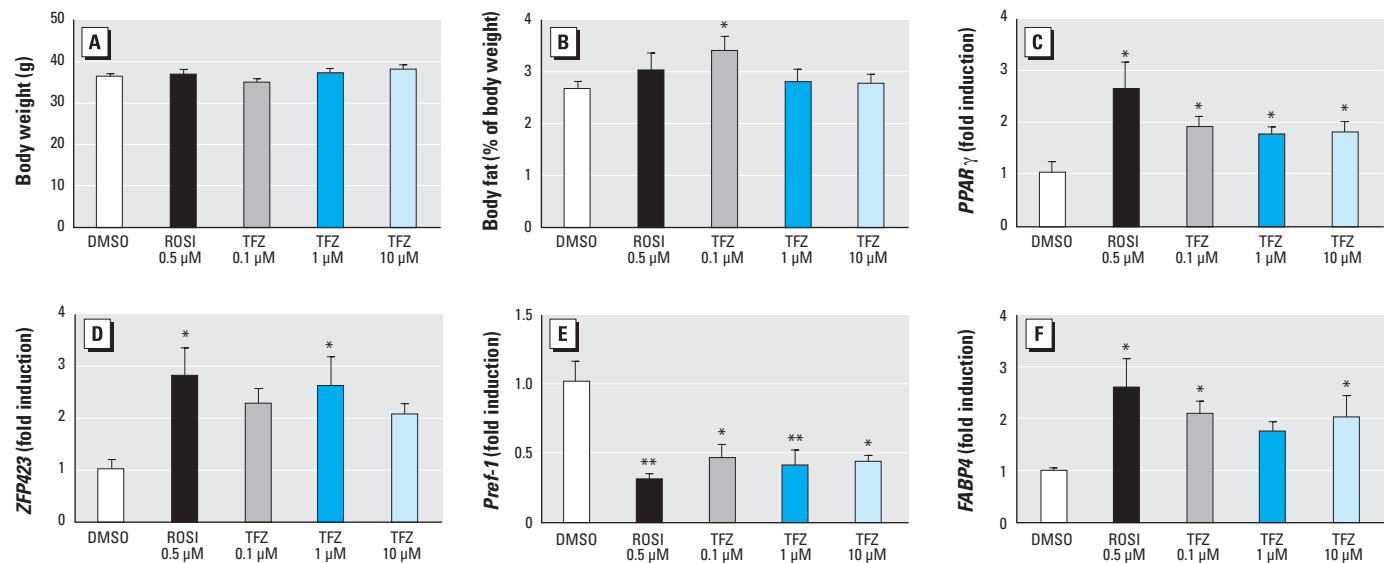 A
Body weight (g)
50
40
30
20
10
0
DMSO
ROSI
0.5 µM
TFZ
0.1 µM
TFZ
1 µM
TFZ
10 µM
B
Body fat (% of body weight)
4
3
2
1
0
*
DMSO
ROSI
0.5 µM
TFZ
0.1 µM
TFZ
1 µM
TFZ
10 µM
C
PPAR γ (fold induction)
4
3
2
1
0
*
*
*
*
DMSO
ROSI
0.5 µM
TFZ
0.1 µM
TFZ
1 µM
TFZ
10 µM
D
ZFP423 (fold induction)
4
3
2
1
0
*
*
DMSO
ROSI
0.5 µM
TFZ
0.1 µM
TFZ
1 µM
TFZ
10 µM
E
Pref-1 (fold induction)
1.5
1.0
0.5
0
**
*
**
*
DMSO
ROSI
0.5 µM
TFZ
0.1 µM
TFZ
1 µM
TFZ
10 µM
F
FABP4 (fold induction)
4
3
2
1
0
*
*
*
DMSO
ROSI
0.5 µM
TFZ
0.1 µM
TFZ
1 µM
TFZ
10 µM